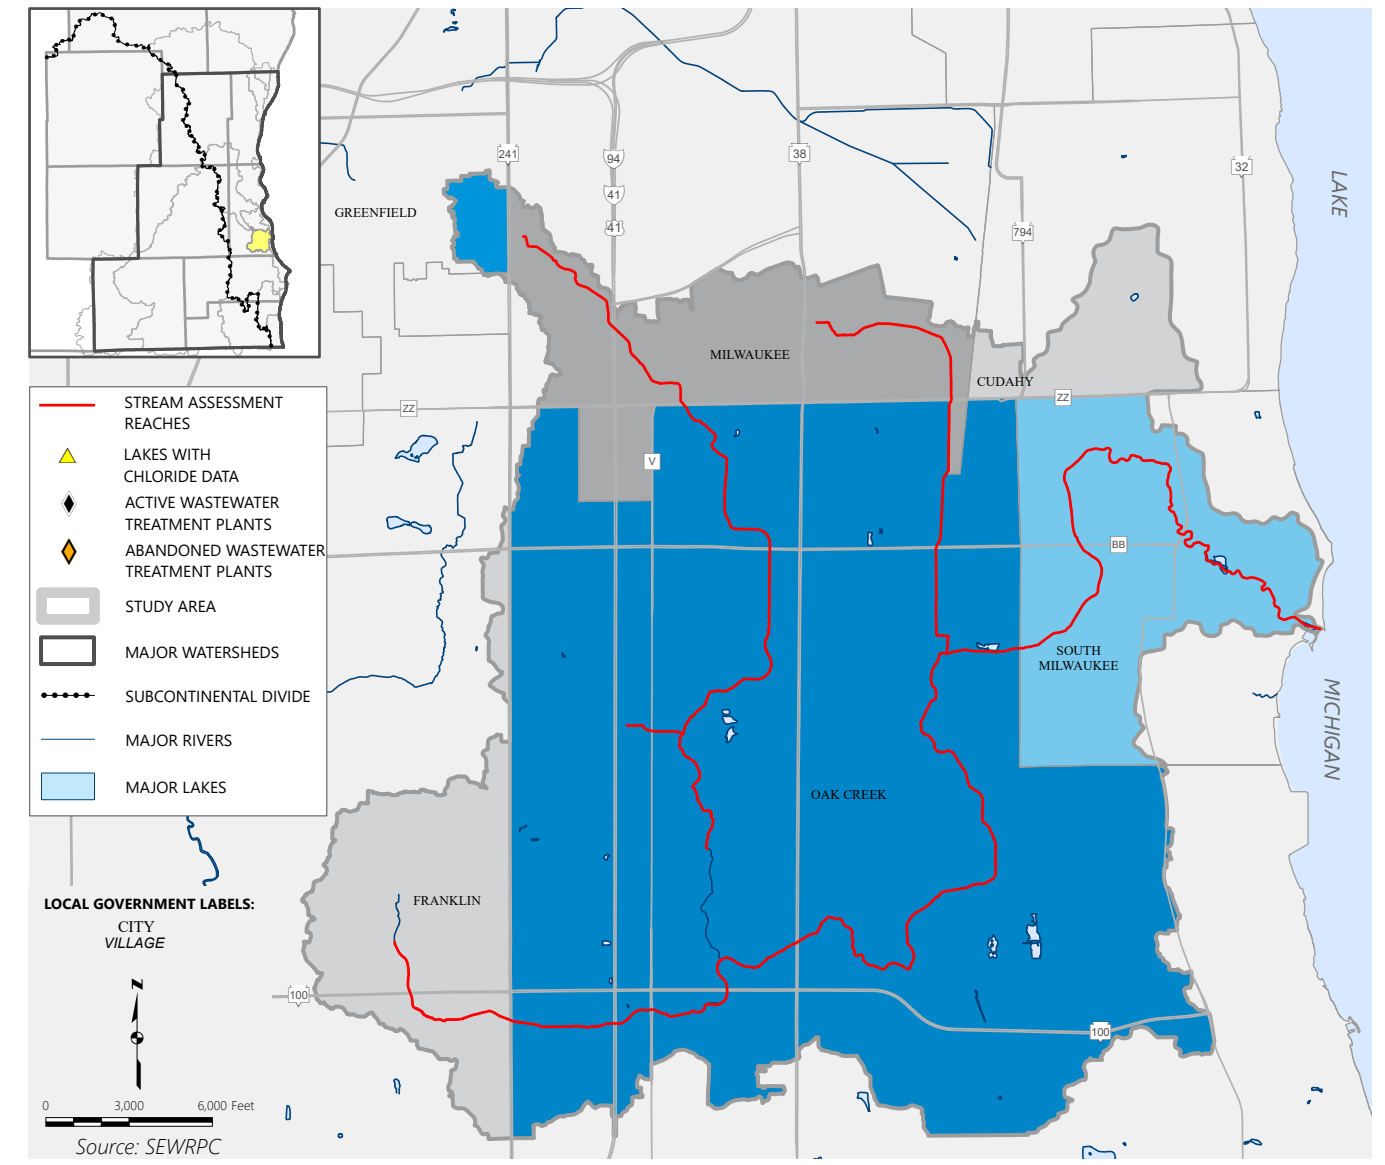 241
94
41
41
38
32
794
LAKE
GREENFIELD
MILWAUKEE
CUDAHY
ZZ
ZZ
V
BB
STREAM ASSESSMENT
REACHES
LAKES WITH
CHLORIDE DATA
ACTIVE WASTEWATER
TREATMENT PLANTS
ABANDONED WASTEWATER
TREATMENT PLANTS
STUDY AREA
MAJOR WATERSHEDS
SUBCONTINENTAL DIVIDE
MAJOR RIVERS
MAJOR LAKES
SOUTH
MILWAUKEE
MICHIGAN
OAK CREEK
FRANKLIN
LOCAL GOVERNMENT LABELS:
CITY
VILLAGE
N
100
100
0 3,000 6,000 Feet
Source: SEWRPC